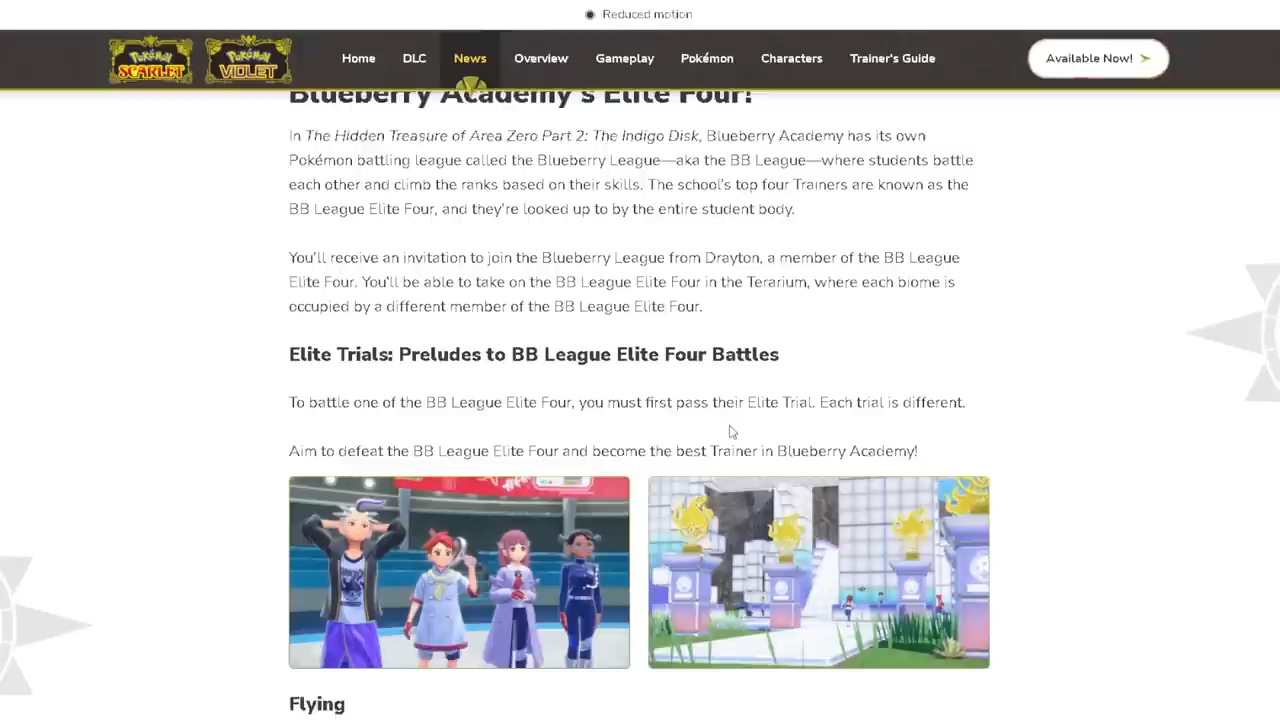 Reduced motion
Pokémon SCARLET
Pokémon VIOLET
Home DLC News Overview Gameplay Pokémon Characters Trainer's Guide
Available Now!
Blueberry Academy's Elite Four!
In The Hidden Treasure of Area Zero Part 2: The Indigo Disk, Blueberry Academy has its own
Pokémon battling league called the Blueberry League—aka the BB League—where students battle
each other and climb the ranks based on their skills. The school's top four Trainers are known as the
BB League Elite Four, and they're looked up to by the entire student body.
You'll receive an invitation to join the Blueberry League from Drayton, a member of the BB League
Elite Four. You'll be able to take on the BB League Elite Four in the Terarium, where each biome is
occupied by a different member of the BB League Elite Four.
Elite Trials: Preludes to BB League Elite Four Battles
To battle one of the BB League Elite Four, you must first pass their Elite Trial. Each trial is different.
Aim to defeat the BB League Elite Four and become the best Trainer in Blueberry Academy!
Flying